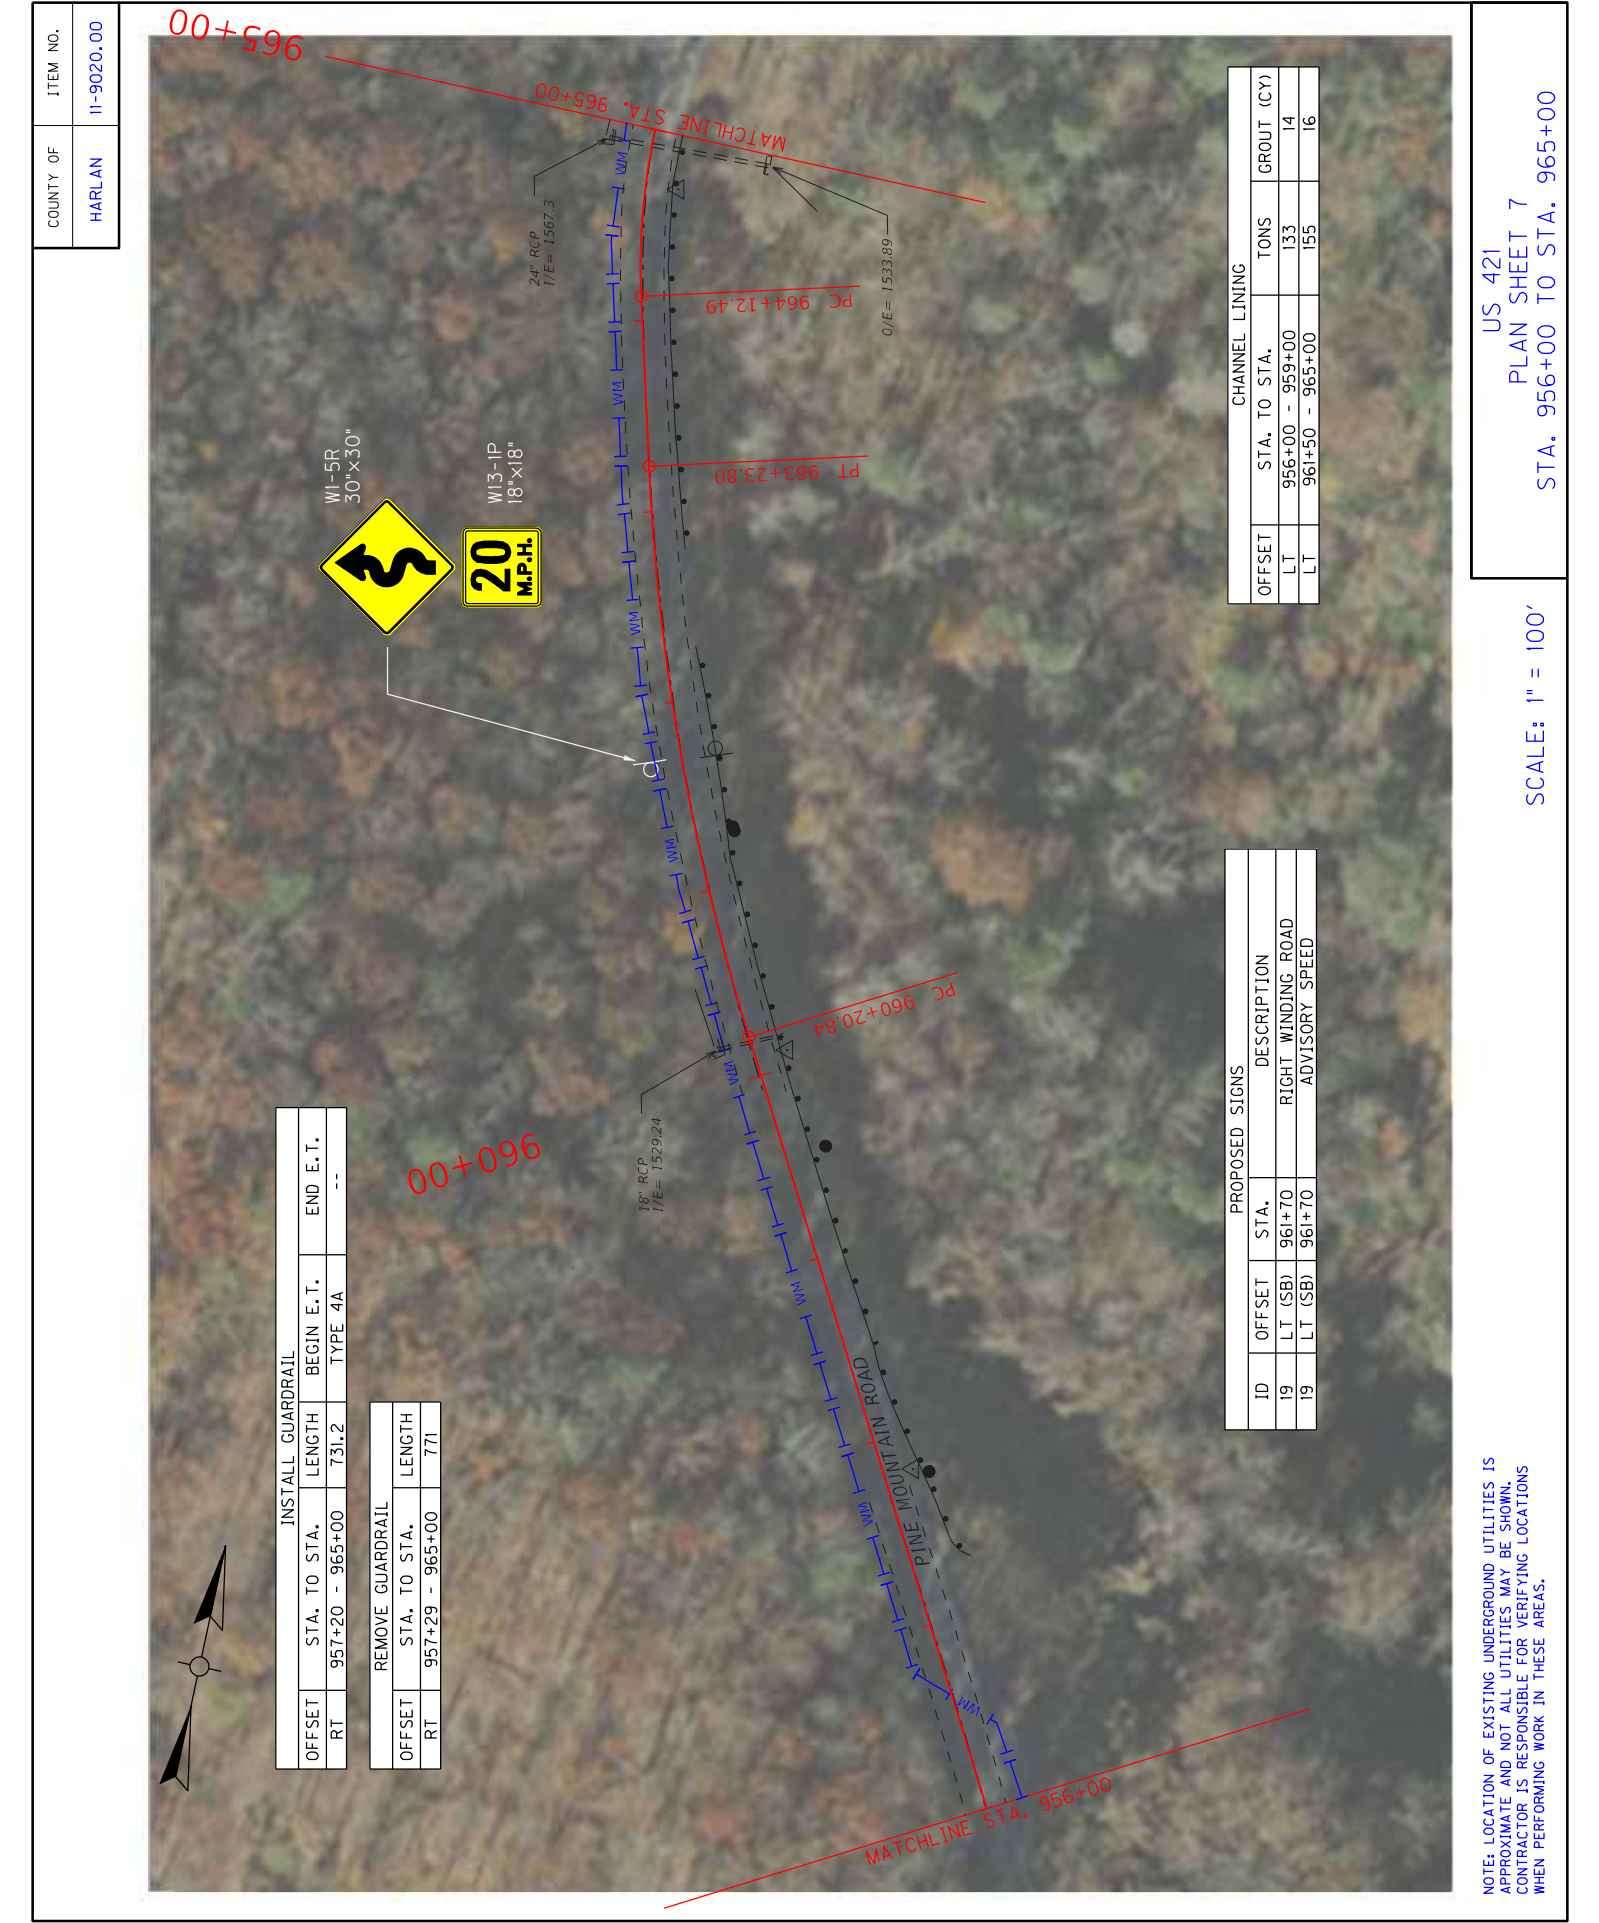 COUNTY OF
ITEM NO.
HARLAN
11-9020.00
965+00
MATCHLINE STA. 965+00
24" RCP
I/E= 1567.3
O/E= 1533.89
PC 964+12.49
PT 963+23.80
W1-5R
30"x30"
W13-1P
18"x18"
20
M.P.H.
WM
WM
WM
WM
WM
WM
WM
WM
PC 960+20.84
18" RCP
I/E= 1529.24
960+00
PINE MOUNTAIN ROAD
MATCHLINE STA. 956+00
INSTALL GUARDRAIL
OFFSET STA. TO STA. LENGTH BEGIN E.T. END E.T.
RT 957+20 - 965+00 731.2 TYPE 4A --
REMOVE GUARDRAIL
OFFSET STA. TO STA. LENGTH
RT 957+29 - 965+00 771
CHANNEL LINING
OFFSET STA. TO STA. TONS GROUT (CY)
LT 956+00 - 959+00 133 14
LT 961+50 - 965+00 155 16
PROPOSED SIGNS
ID OFFSET STA. DESCRIPTION
19 LT (SB) 961+70 RIGHT WINDING ROAD
19 LT (SB) 961+70 ADVISORY SPEED
NOTE: LOCATION OF EXISTING UNDERGROUND UTILITIES IS
APPROXIMATE AND NOT ALL UTILITIES MAY BE SHOWN.
CONTRACTOR IS RESPONSIBLE FOR VERIFYING LOCATIONS
WHEN PERFORMING WORK IN THESE AREAS.
SCALE: 1" = 100'
US 421
PLAN SHEET 7
STA. 956+00 TO STA. 965+00